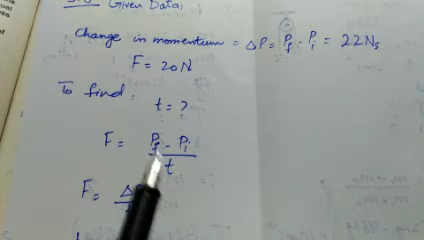 Given Data:
Change in momentum = ΔP = Pf - Pi = 22Ns
F = 20N
To find:
t = ?
F = Pf - Pi / t
F = Δ